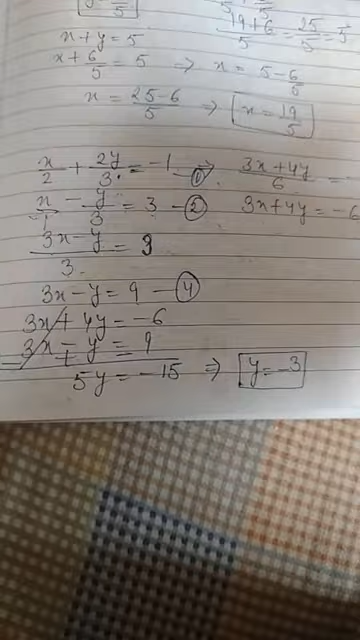 19+6/5 = 25/5 = 5
x+y=5
x+6/5 = 5 ⇒ x = 5-6/5
x = 25-6/5 ⇒ x = 19/5
x/2 + 2y/3 = -1 - ① ⇒ 3x+4y/6 =
x/1 - y/3 = 3 - ② 3x+4y = -6
3x-y/3 = 3
3x-y = 9 - ④
3x+4y = -6
3x-y = 9
5y = -15 ⇒ y=-3